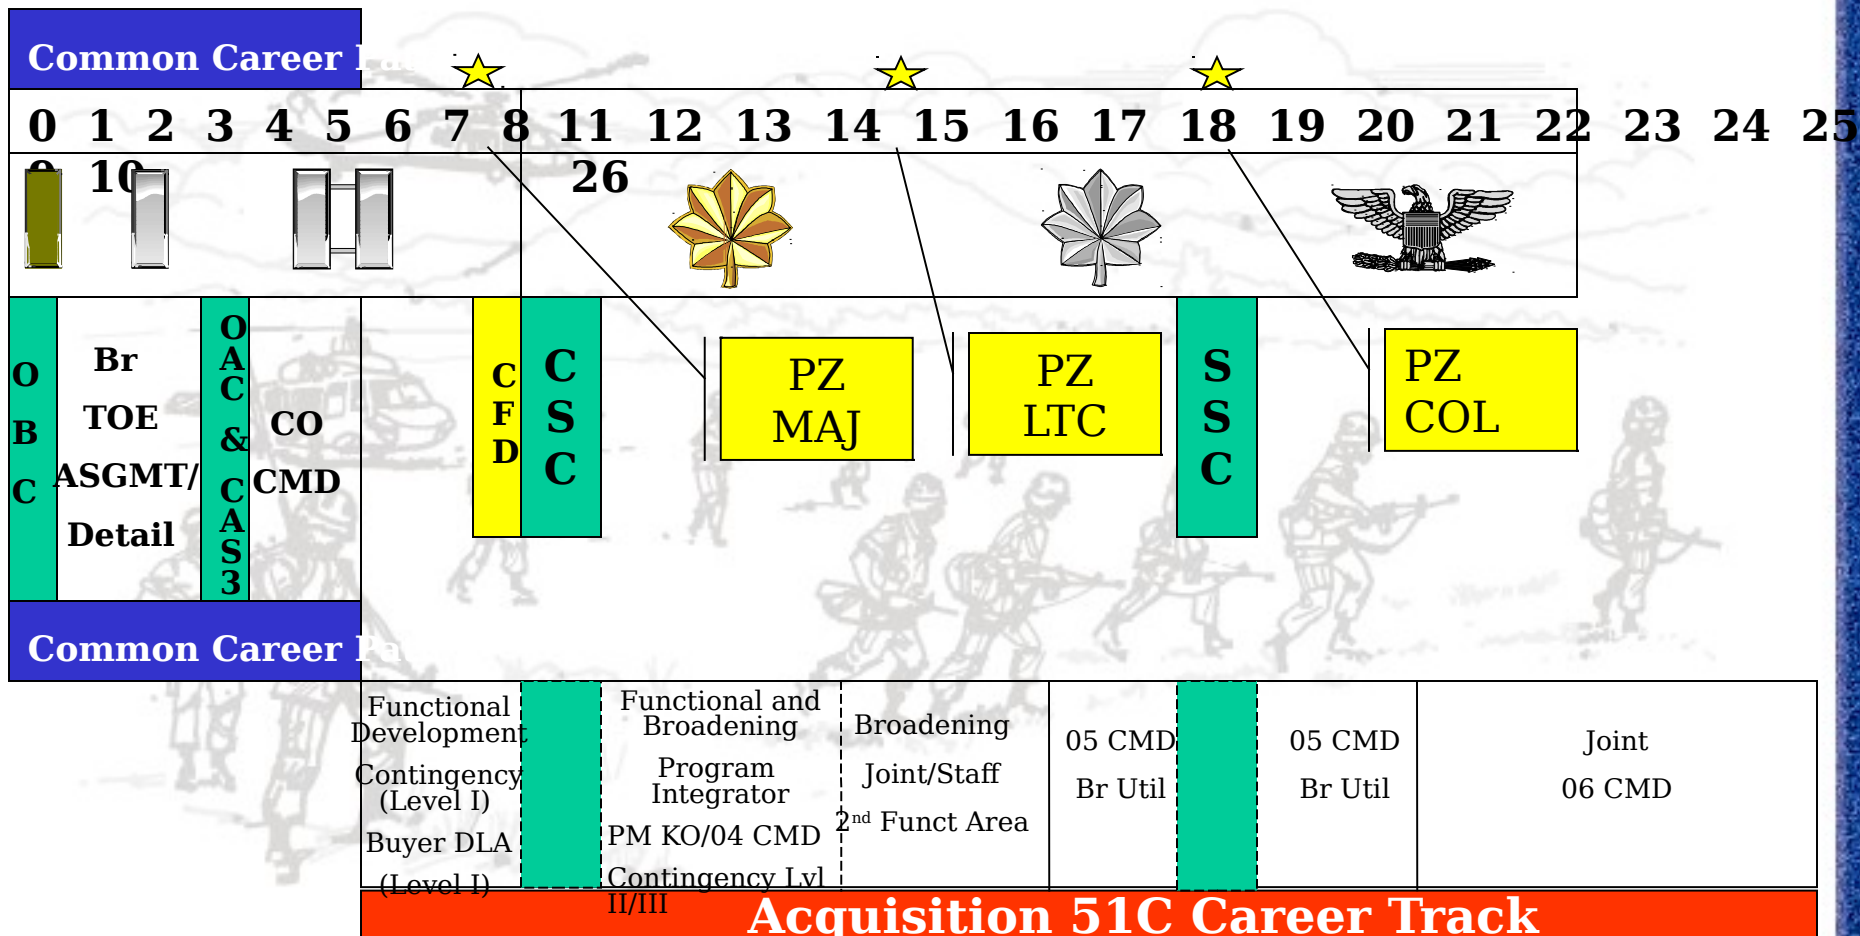 Common Career Pa
0 1 2 3 4 5 6 7 8
9 10
11 12 13 14 15 16 17 18 19 20 21 22 23 24 25
26
O
B
C
Br
TOE
ASGMT/
Detail
O
A
C
&
C
A
S
3
CO
CMD
C
F
D
C
S
C
PZ
MAJ
PZ
LTC
S
S
C
PZ
COL
Common Career Pa
Functional
Development
Contingency
(Level I)
Buyer DLA
(Level I)
Functional and
Broadening
Program
Integrator
PM KO/04 CMD
Contingency Lvl
II/III
Broadening
Joint/Staff
2nd Funct Area
05 CMD
Br Util
05 CMD
Br Util
Joint
06 CMD
Acquisition 51C Career Track